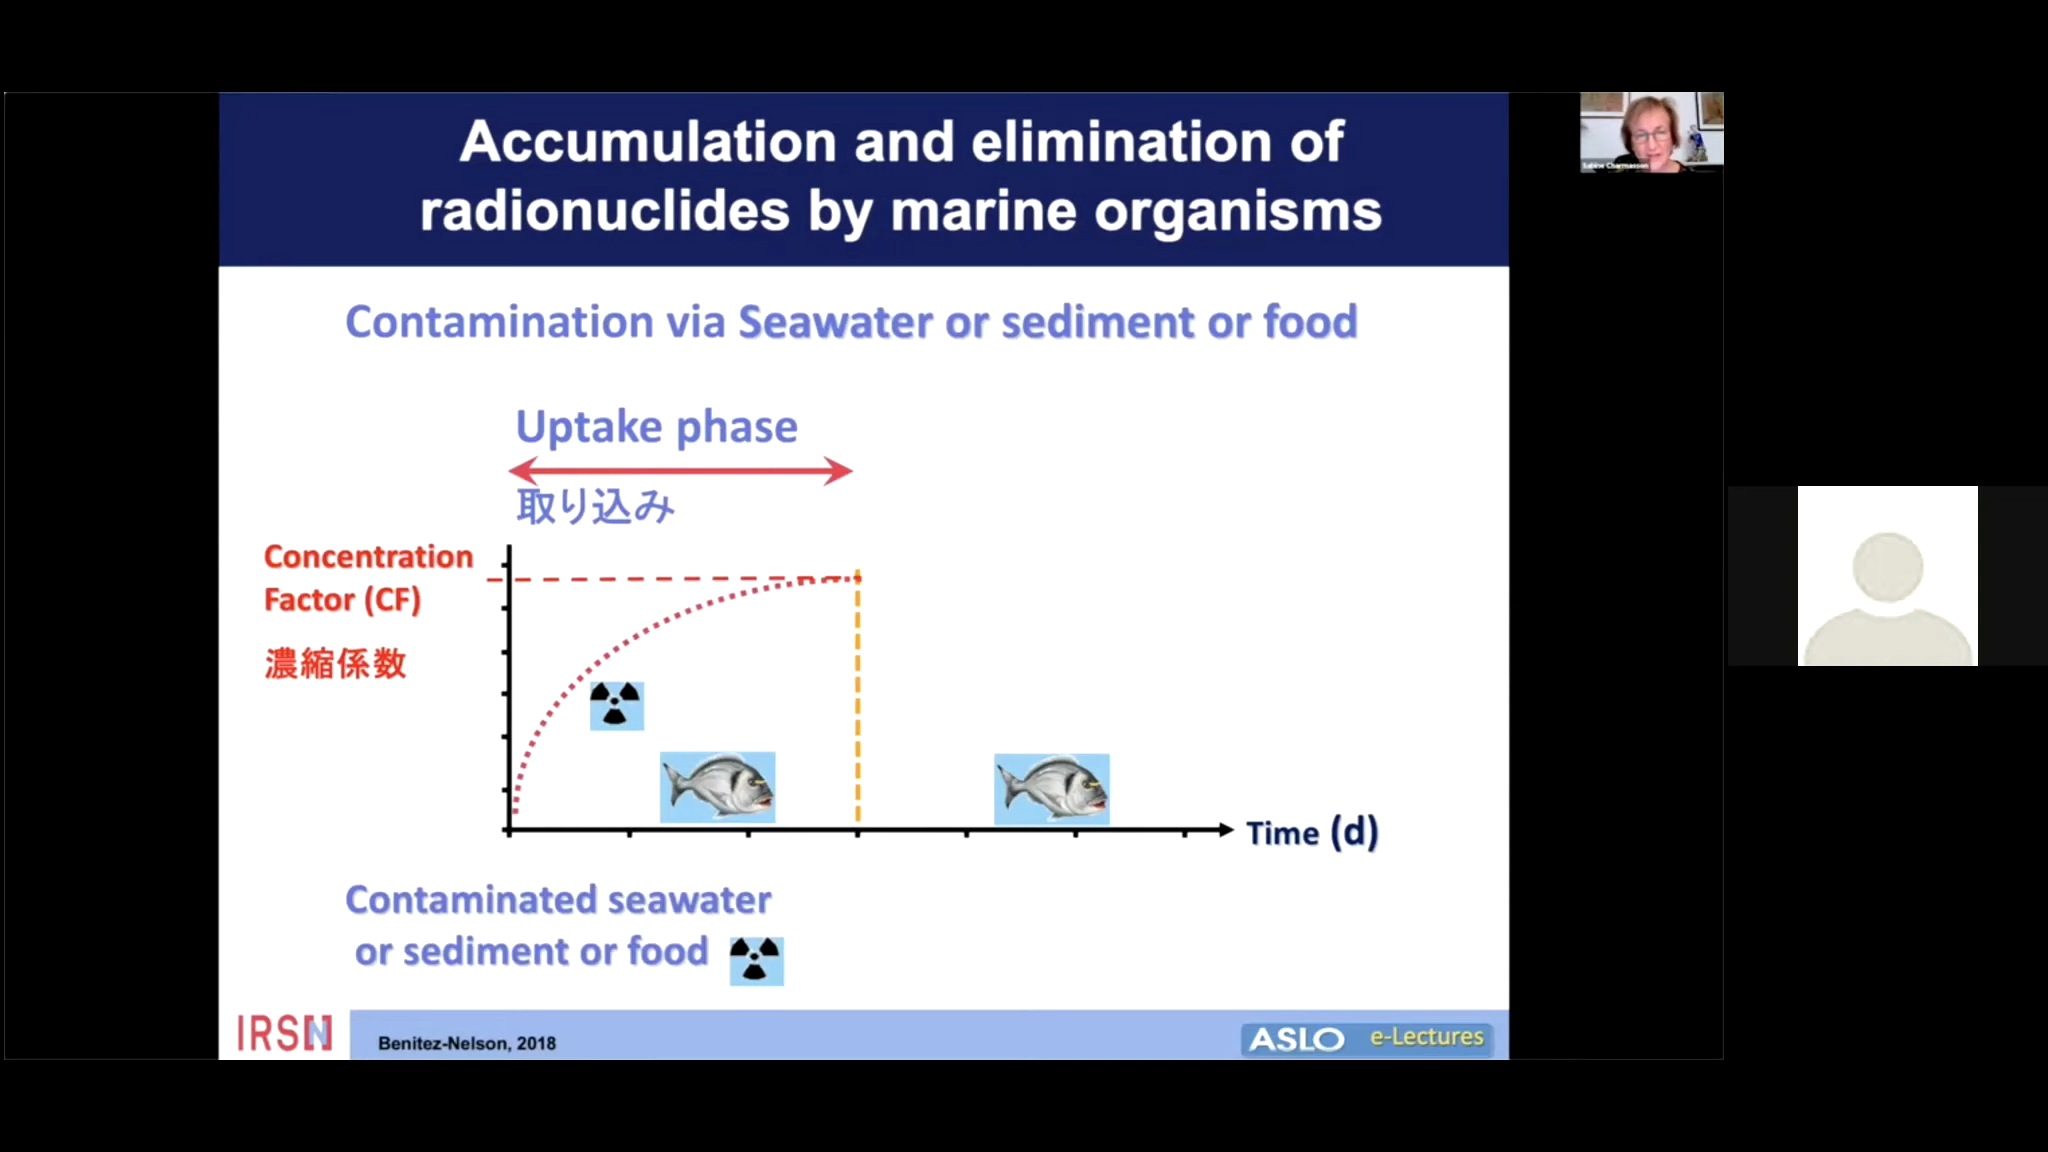 Accumulation and elimination of
radionuclides by marine organisms
Sabine Charmasson
Contamination via Seawater or sediment or food
Uptake phase
取り込み
Concentration
Factor (CF)
濃縮係数
Time (d)
Contaminated seawater
or sediment or food
IRSN
Benitez-Nelson, 2018
ASLO e-Lectures